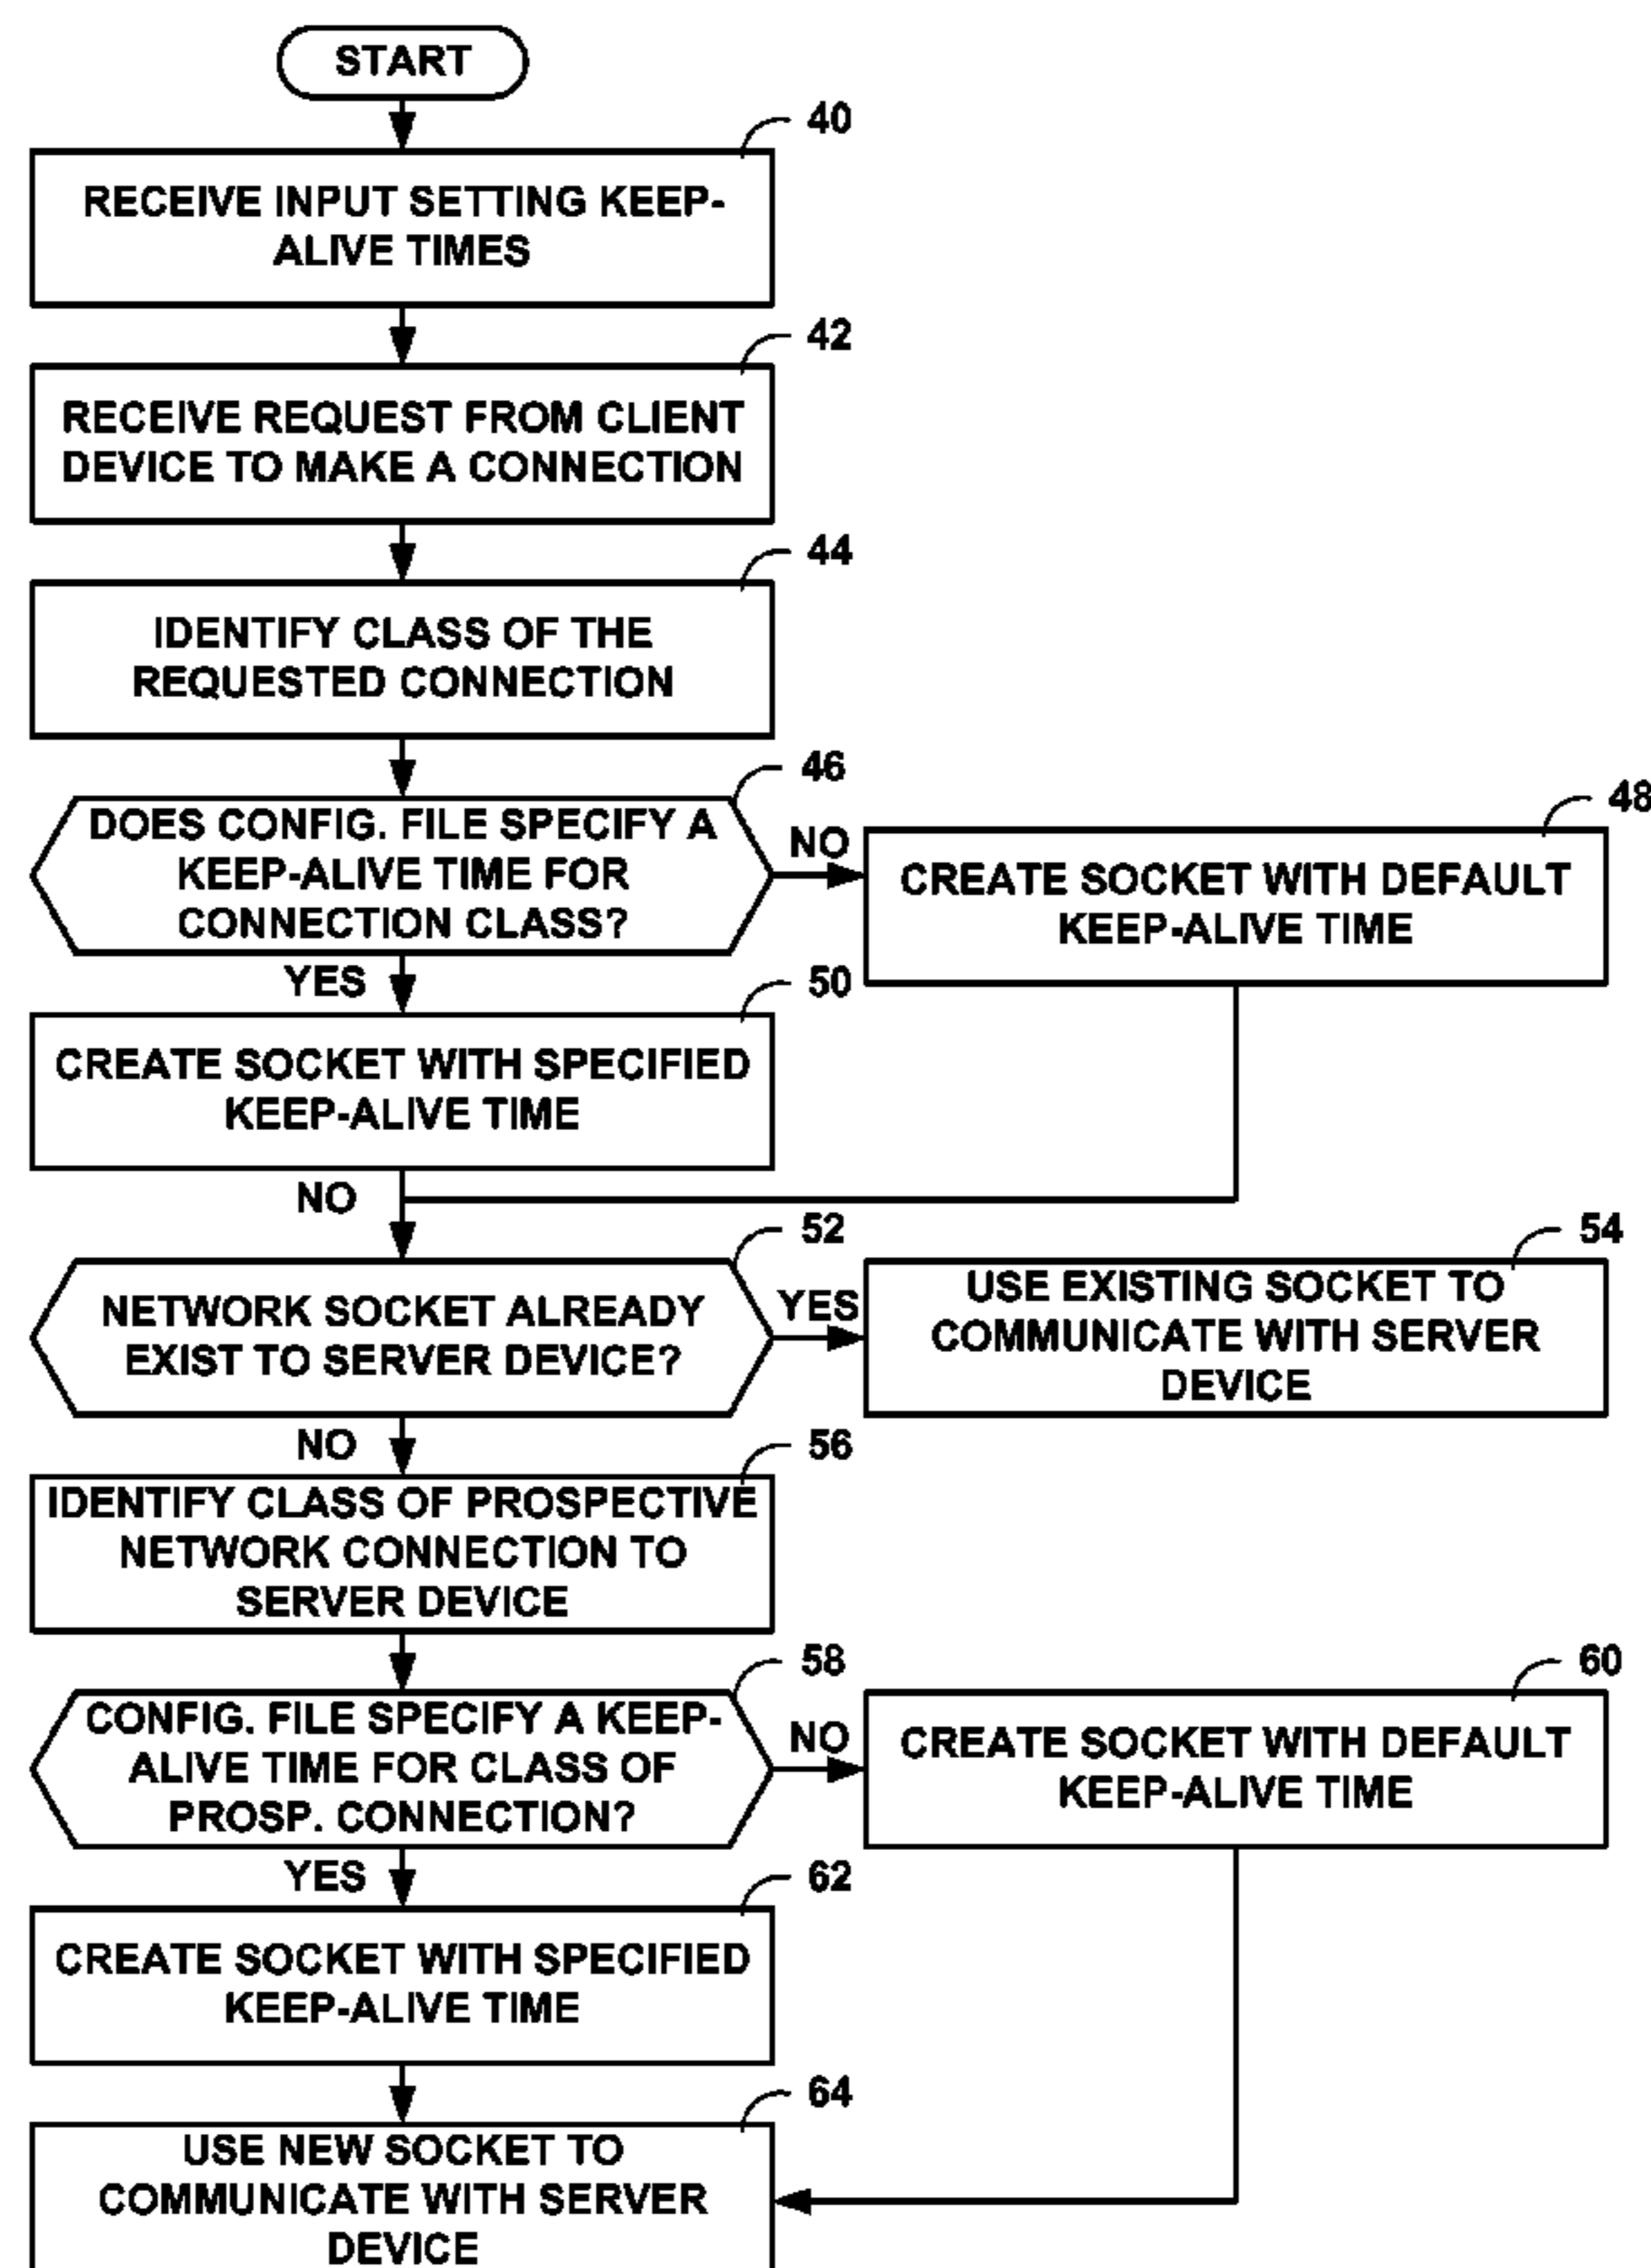 START
40
RECEIVE INPUT SETTING KEEP-
ALIVE TIMES
42
RECEIVE REQUEST FROM CLIENT
DEVICE TO MAKE A CONNECTION
44
IDENTIFY CLASS OF THE
REQUESTED CONNECTION
46
DOES CONFIG. FILE SPECIFY A
KEEP-ALIVE TIME FOR
CONNECTION CLASS?
NO
48
CREATE SOCKET WITH DEFAULT
KEEP-ALIVE TIME
YES
50
CREATE SOCKET WITH SPECIFIED
KEEP-ALIVE TIME
NO
52
NETWORK SOCKET ALREADY
EXIST TO SERVER DEVICE?
YES
54
USE EXISTING SOCKET TO
COMMUNICATE WITH SERVER
DEVICE
NO
56
IDENTIFY CLASS OF PROSPECTIVE
NETWORK CONNECTION TO
SERVER DEVICE
58
CONFIG. FILE SPECIFY A KEEP-
ALIVE TIME FOR CLASS OF
PROSP. CONNECTION?
NO
60
CREATE SOCKET WITH DEFAULT
KEEP-ALIVE TIME
YES
62
CREATE SOCKET WITH SPECIFIED
KEEP-ALIVE TIME
64
USE NEW SOCKET TO
COMMUNICATE WITH SERVER
DEVICE